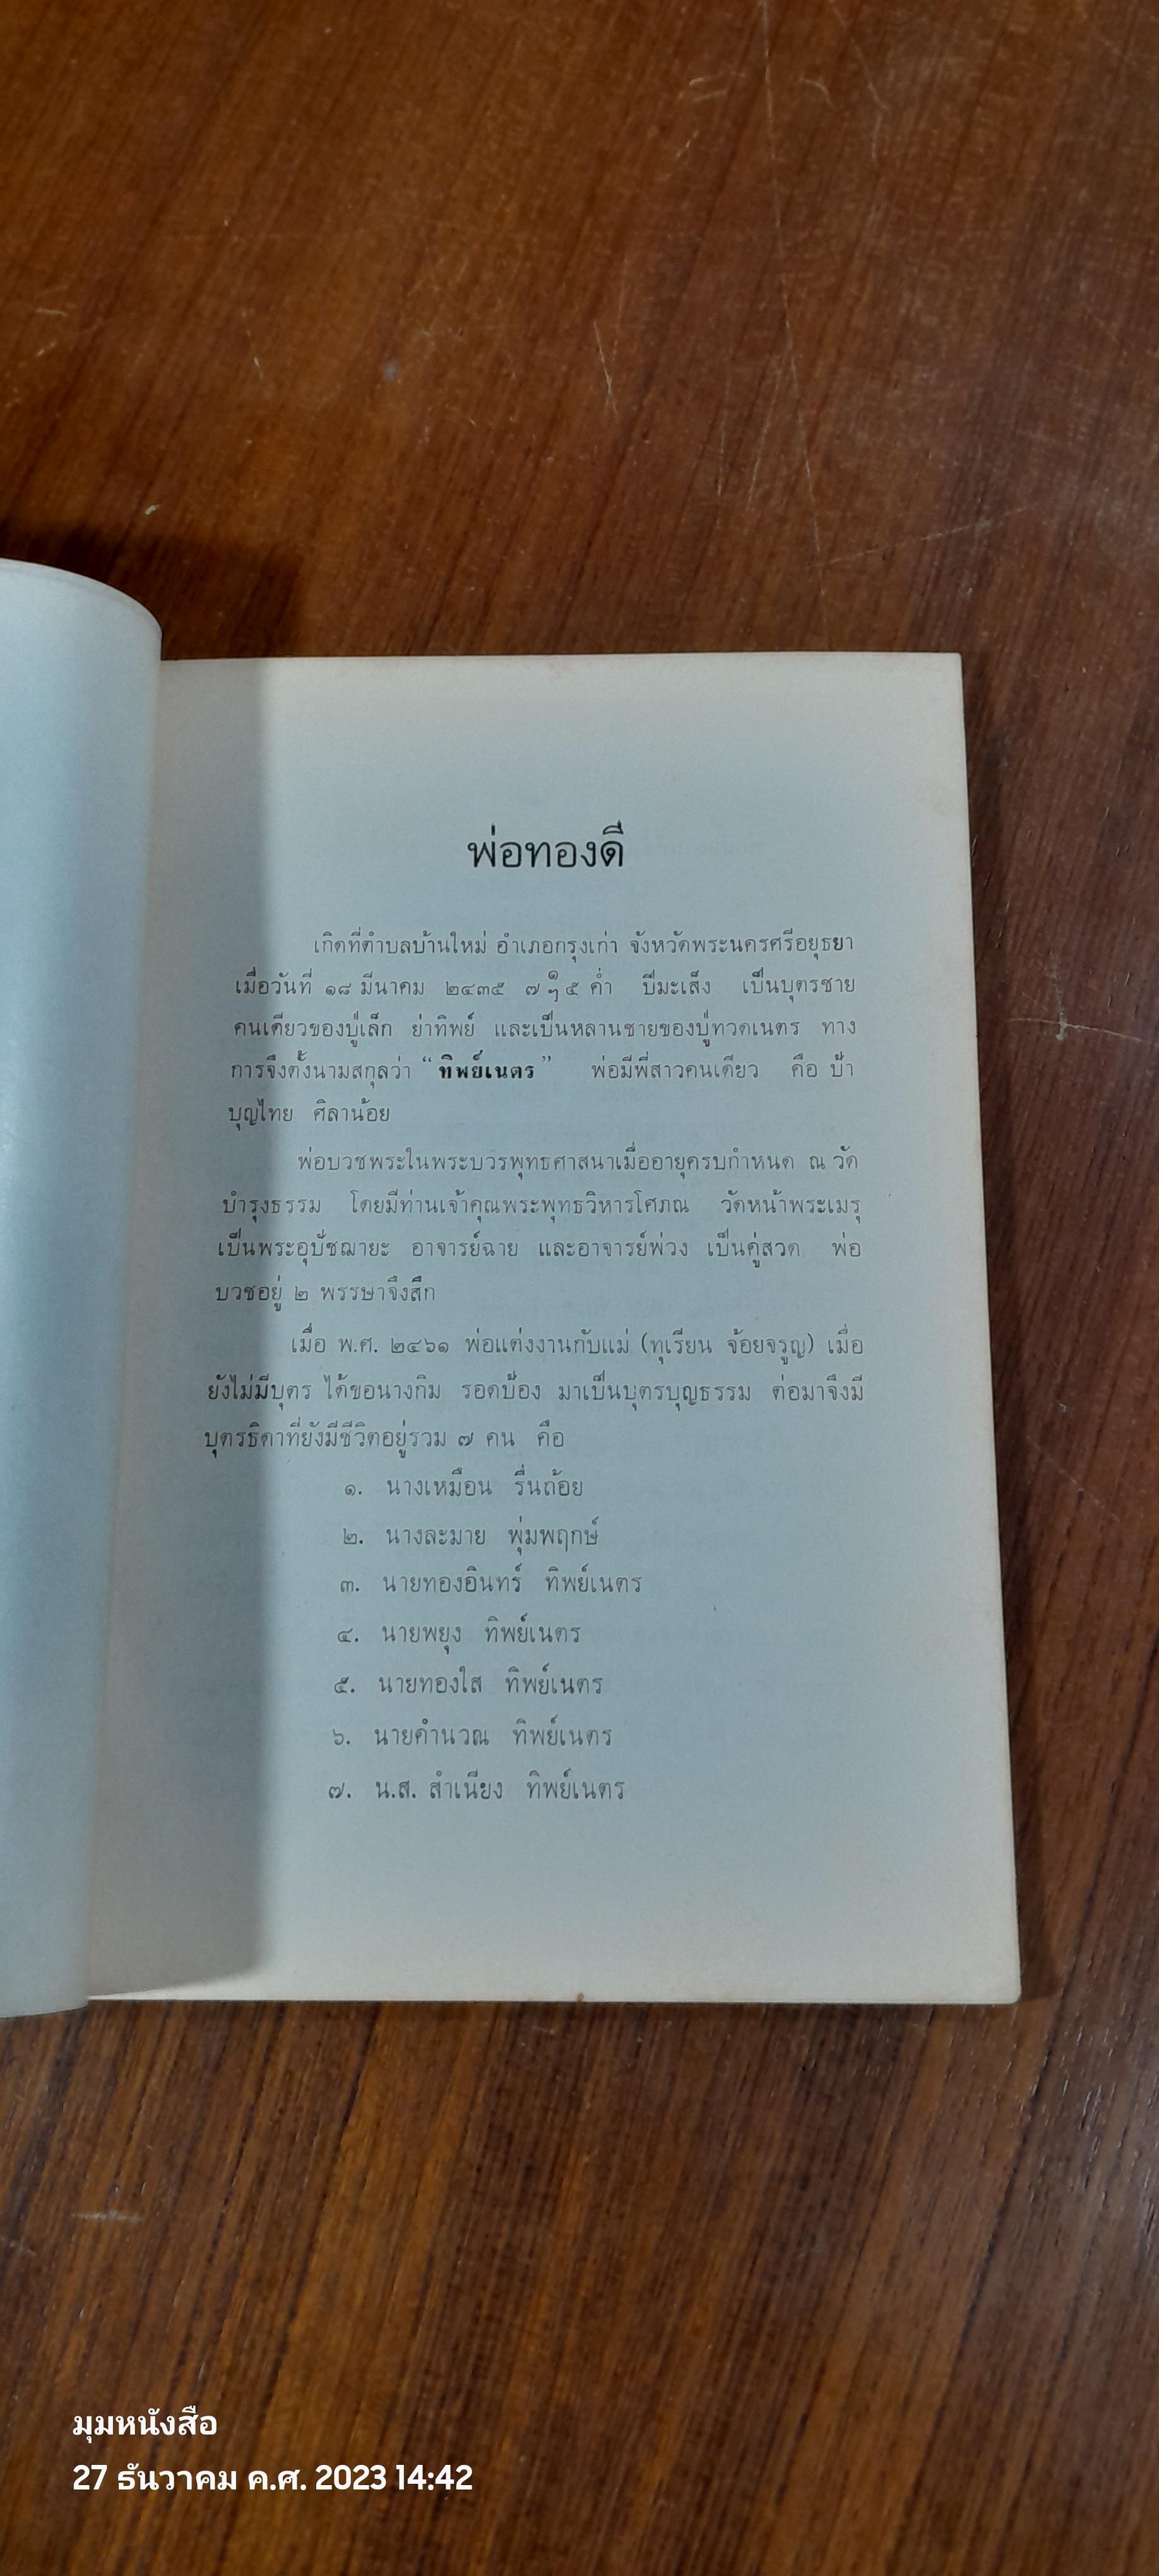 พ่อทองดี
เกิดที่ตำบลบ้านใหม่ อำเภอกรุงเก่า จังหวัดพระนครศรีอยุธยา
เมื่อวันที่ ๑๘ มีนาคม ๒๔๓๕ ๗ ๑ฯ ๕ ค่ำ ปีมะเส็ง เป็นบุตรชาย
คนเดียวของปู่เล็ก ย่าทิพย์ และเป็นหลานชายของปู่ทวดเนตร ทาง
การจึงตั้งนามสกุลว่า “ทิพย์เนตร” พ่อมีพี่สาวคนเดียว คือ ป้า
บุญไทย ศิลาน้อย
พ่อบวชพระในพระบวรพุทธศาสนาเมื่ออายุครบกำหนด ณ วัด
บำรุงธรรม โดยมีท่านเจ้าคุณพระพุทธวิหารโศภณ วัดหน้าพระเมรุ
เป็นพระอุปัชฌายะ อาจารย์ฉาย และอาจารย์พ่วง เป็นคู่สวด พ่อ
บวชอยู่ ๒ พรรษาจึงสึก
เมื่อ พ.ศ. ๒๔๖๑ พ่อแต่งงานกับแม่ (ทุเรียน จ้อยจรูญ) เมื่อ
ยังไม่มีบุตร ได้ขอนางกิม รอดป้อง มาเป็นบุตรบุญธรรม ต่อมาจึงมี
บุตรธิดาที่ยังมีชีวิตอยู่รวม ๗ คน คือ
๑. นางเหมือน รื่นถ้อย
๒. นางละมาย พุ่มพฤกษ์
๓. นายทองอินทร์ ทิพย์เนตร
๔. นายพยุง ทิพย์เนตร
๕. นายทองใส ทิพย์เนตร
๖. นายคำนวณ ทิพย์เนตร
๗. น.ส. สำเนียง ทิพย์เนตร
มุมหนังสือ
27 ธันวาคม ค.ศ. 2023 14:42